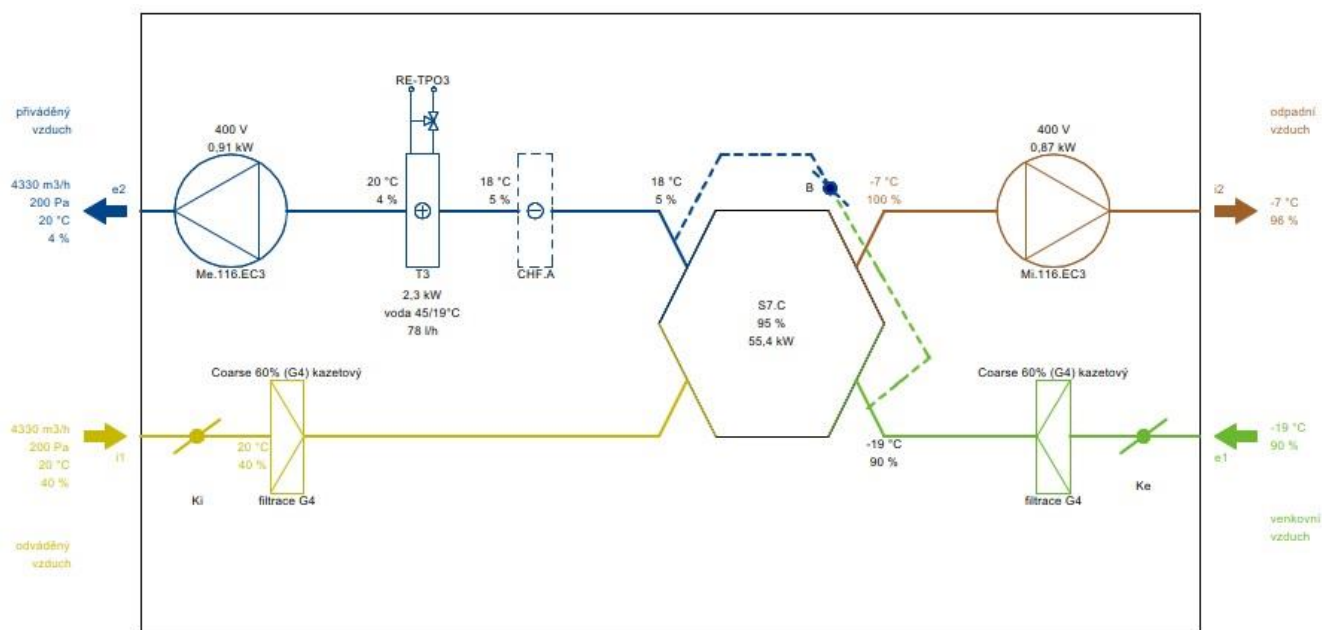 RE-TPO3
přiváděný
vzduch
odpadní
vzduch
400 V
0,91 kW
400 V
0,87 kW
4330 m3/h
200 Pa
20 °C
4 %
e2
20 °C
4 %
18 °C
5 %
18 °C
5 %
B
-7 °C
100 %
i2
-7 °C
96 %
Me.116.EC3
T3
CHF.A
Mi.116.EC3
2,3 kW
voda 45/19°C
78 l/h
S7.C
95 %
55,4 kW
Coarse 60% (G4) kazetový
Coarse 60% (G4) kazetový
4330 m3/h
200 Pa
20 °C
40 %
i1
20 °C
40 %
-19 °C
90 %
-19 °C
90 %
e1
Ki
filtrace G4
filtrace G4
Ke
odváděný
vzduch
venkovní
vzduch